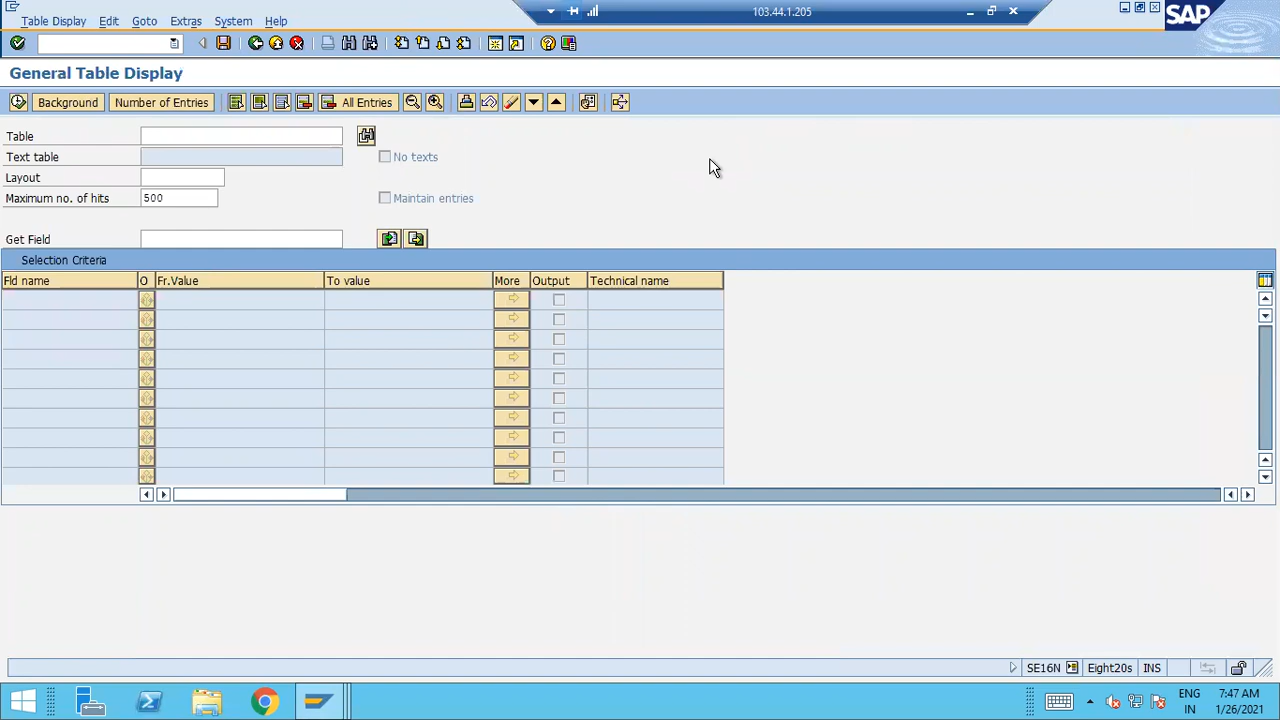 103.44.1.205
Table Display Edit Goto Extras System Help
SAP
General Table Display
Background Number of Entries All Entries
Table
Text table No texts
Layout
Maximum no. of hits 500 Maintain entries
Get Field
Selection Criteria
Fld name O Fr.Value To value More Output Technical name
SE16N Eight20s INS
ENG 7:47 AM
IN 1/26/2021